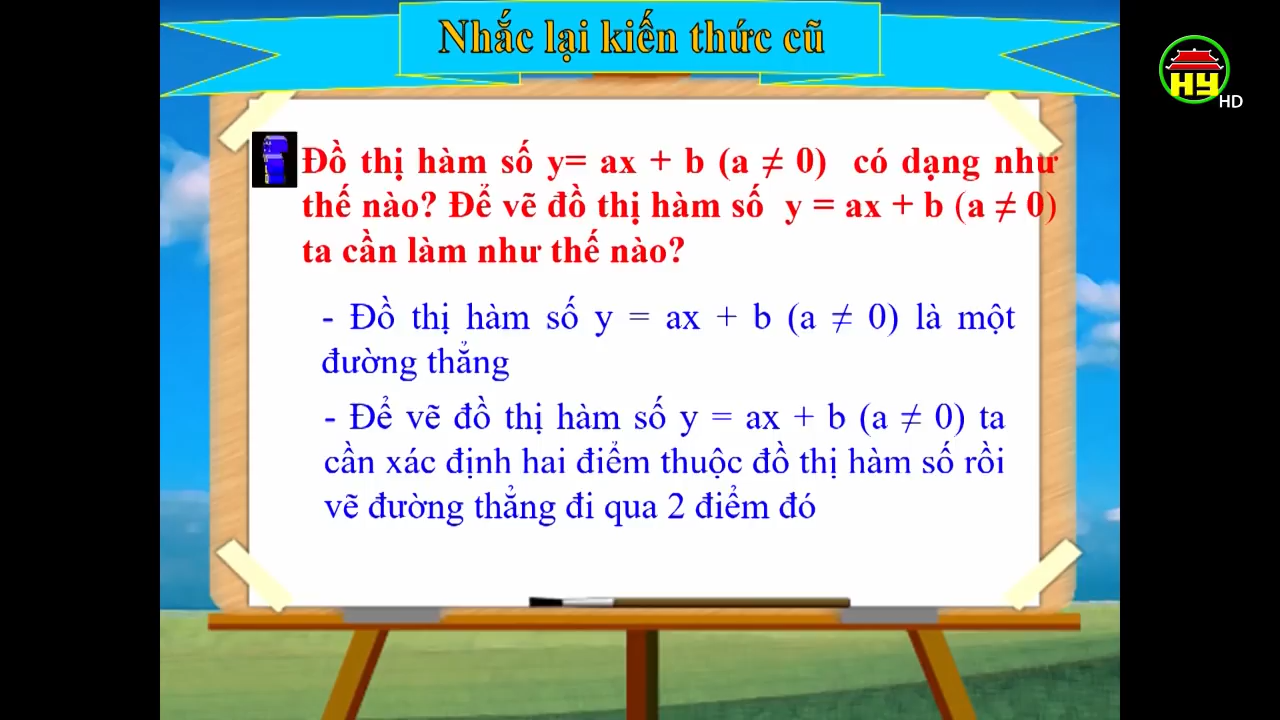 Nhắc lại kiến thức cũ
HY
HD
Đồ thị hàm số y= ax + b (a ≠ 0) có dạng như
thế nào? Để vẽ đồ thị hàm số y = ax + b (a ≠ 0)
ta cần làm như thế nào?
- Đồ thị hàm số y = ax + b (a ≠ 0) là một
đường thẳng
- Để vẽ đồ thị hàm số y = ax + b (a ≠ 0) ta
cần xác định hai điểm thuộc đồ thị hàm số rồi
vẽ đường thẳng đi qua 2 điểm đó